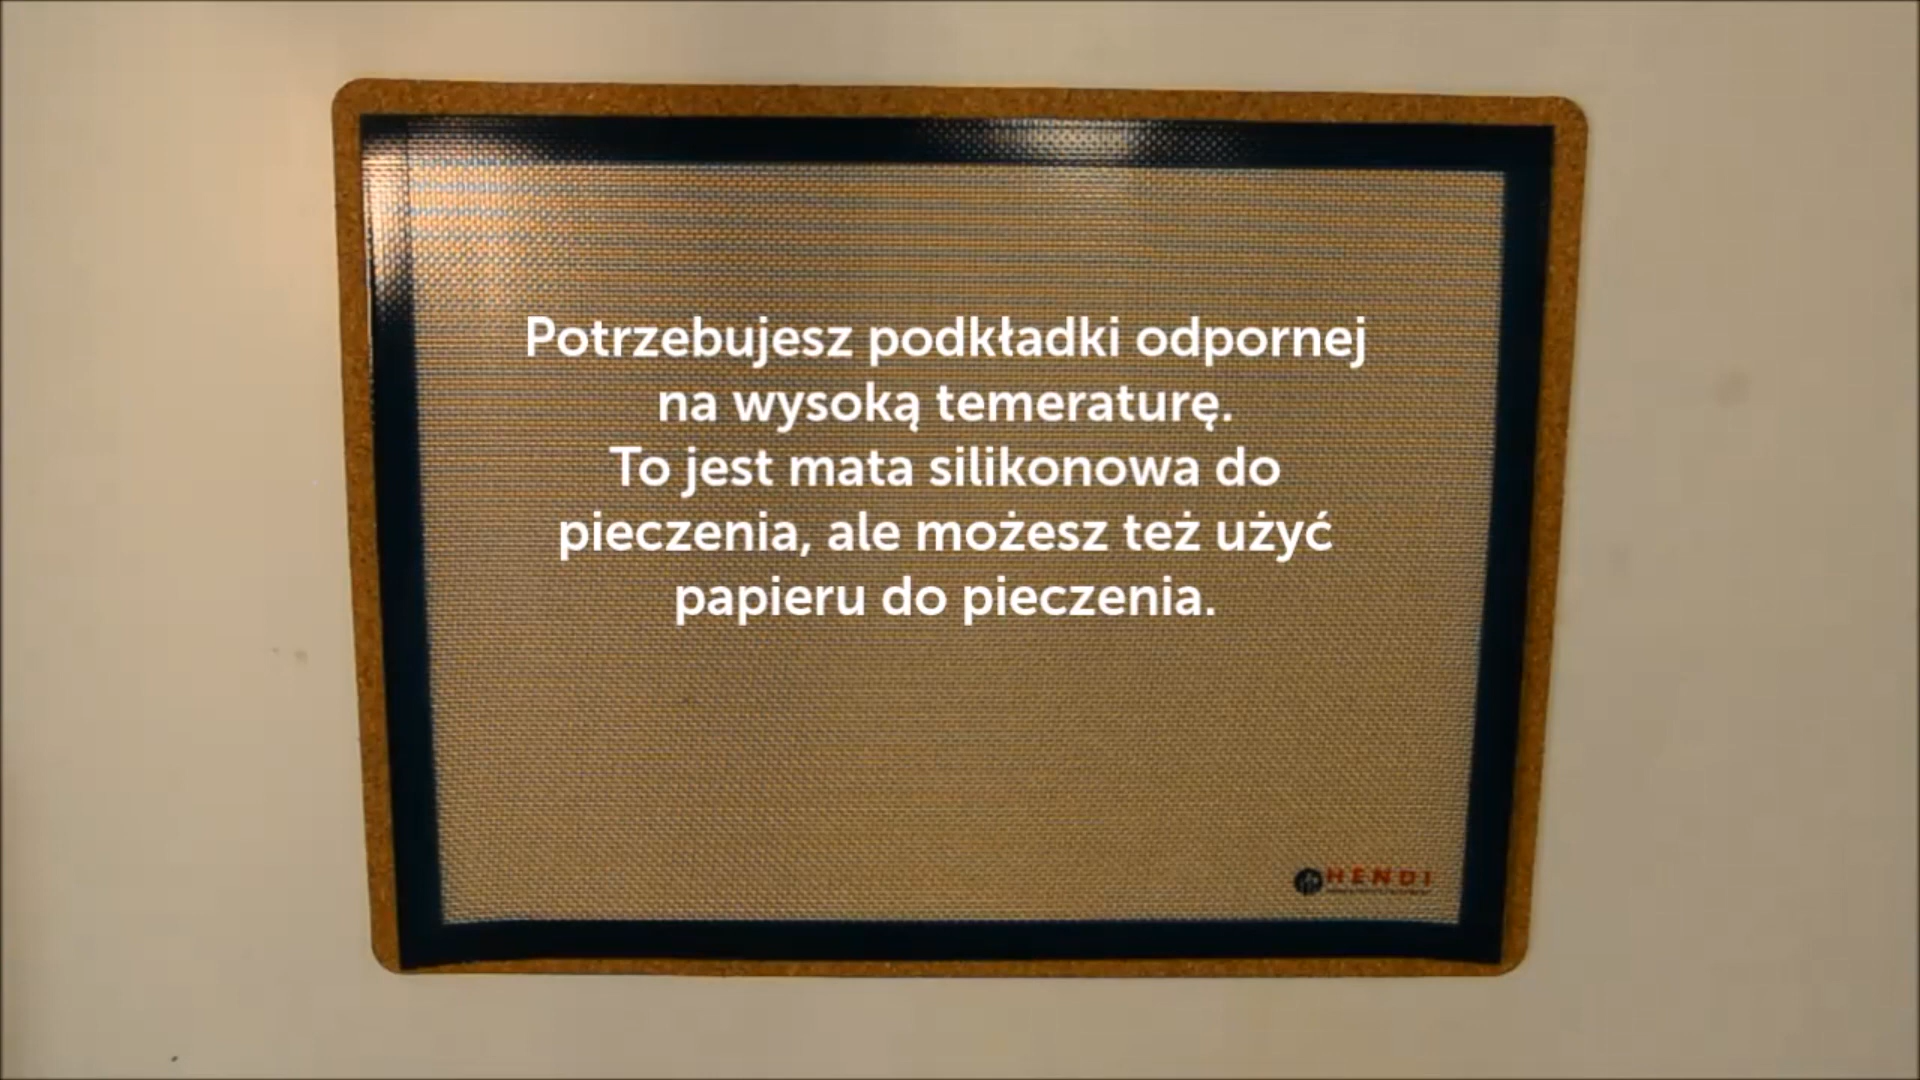 Potrzebujesz podkładki odpornej
na wysoką temeraturę.
To jest mata silikonowa do
pieczenia, ale możesz też użyć
papieru do pieczenia.
HENDI